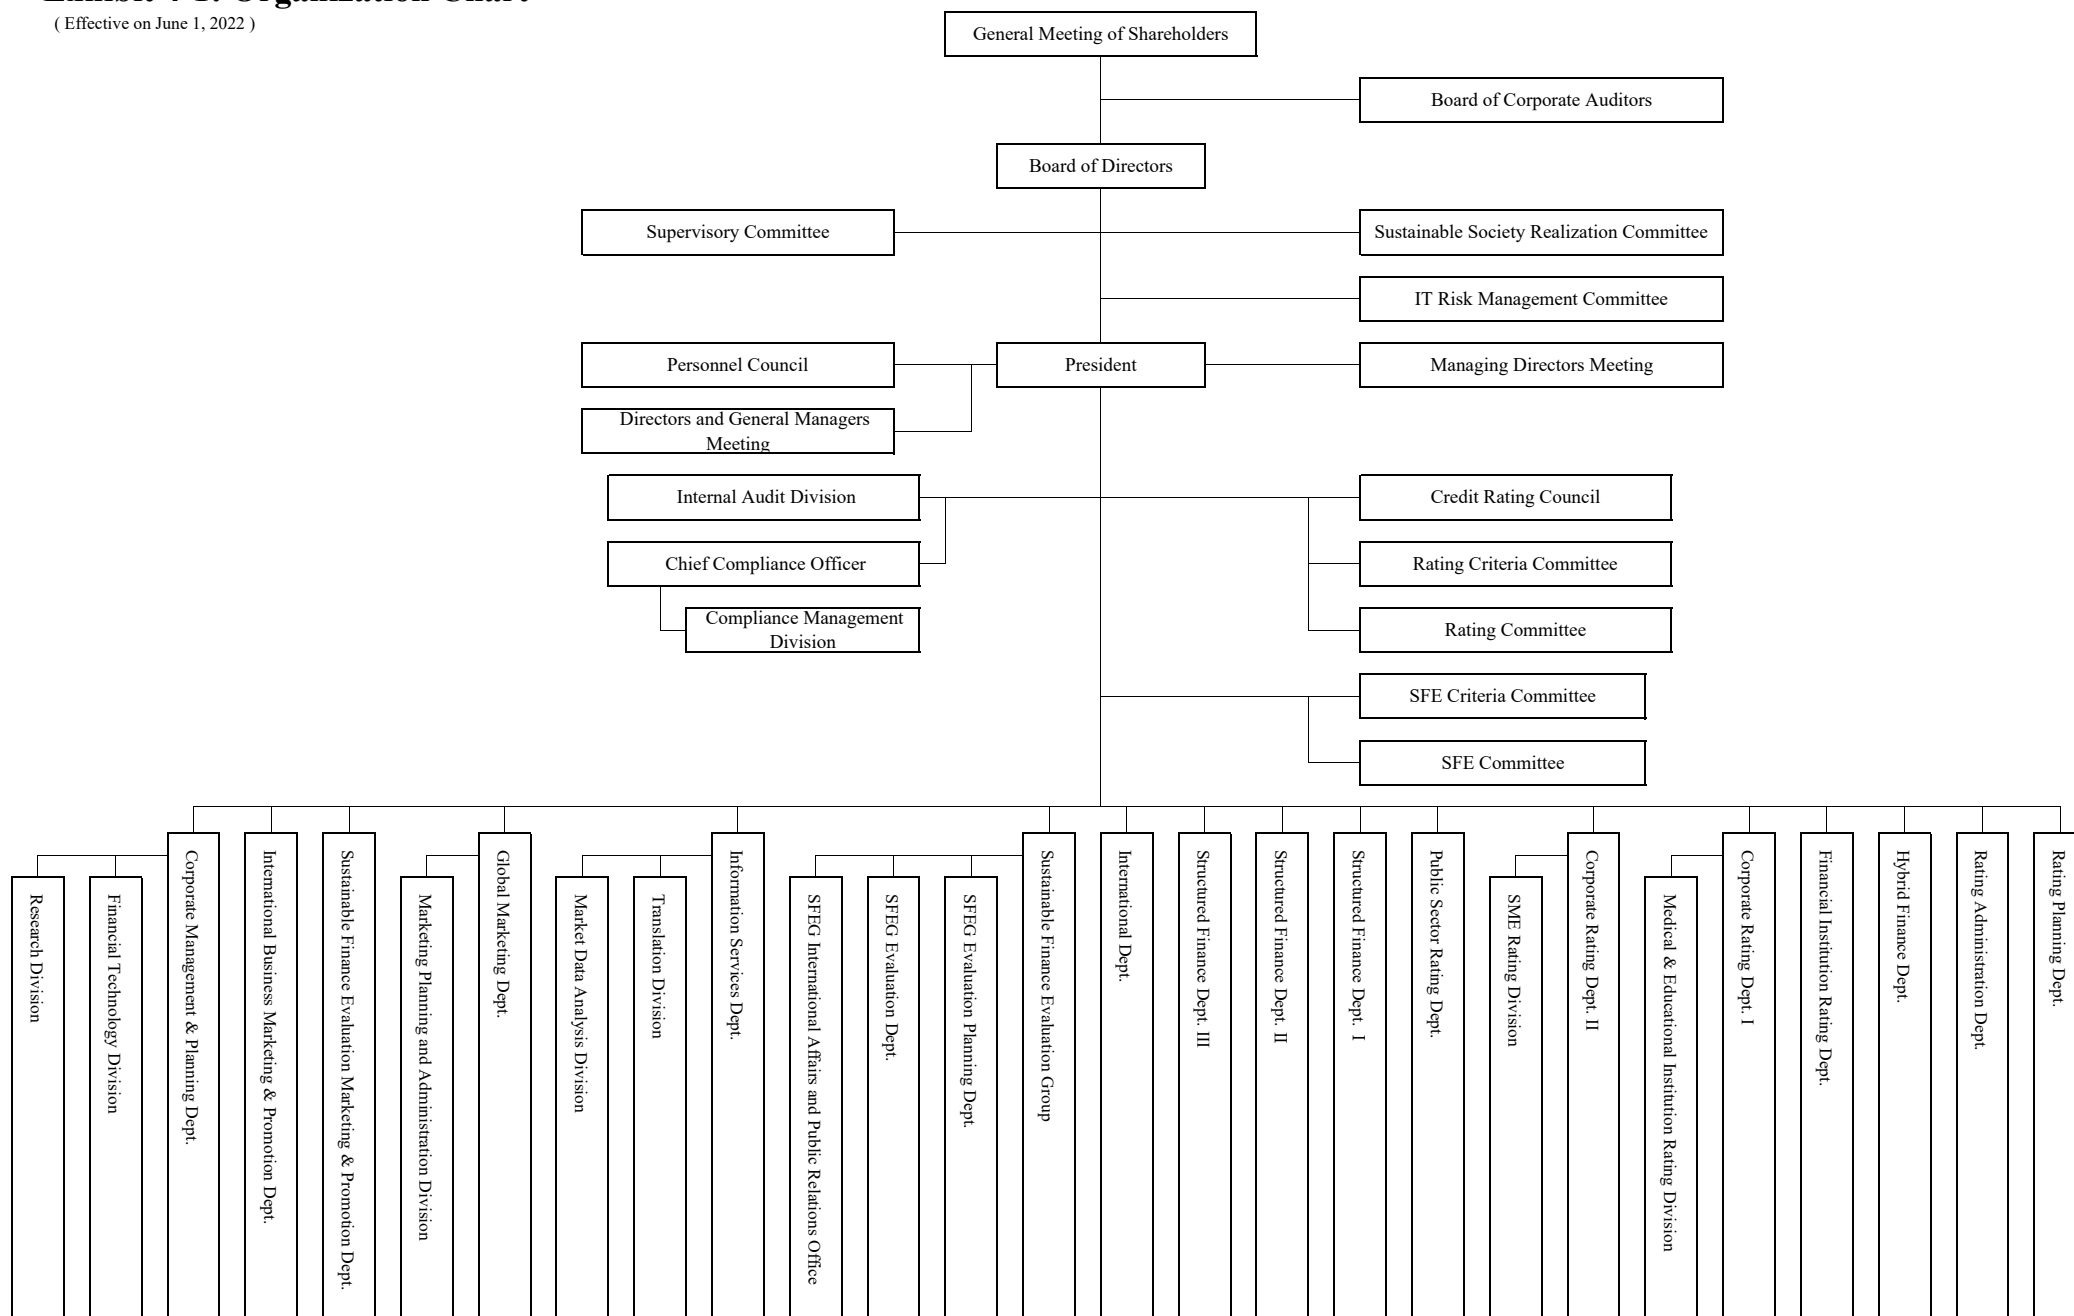 Exhibit 4-1: Organization Chart
( Effective on June 1, 2022 )
General Meeting of Shareholders
Board of Corporate Auditors
Board of Directors
Supervisory Committee
Sustainable Society Realization Committee
IT Risk Management Committee
Personnel Council
President
Managing Directors Meeting
Directors and General Managers
Meeting
Internal Audit Division
Credit Rating Council
Chief Compliance Officer
Rating Criteria Committee
Compliance Management
Division
Rating Committee
SFE Criteria Committee
SFE Committee
Research Division
Financial Technology Division
Corporate Management & Planning Dept.
International Business Marketing & Promotion Dept.
Sustainable Finance Evaluation Marketing & Promotion Dept.
Marketing Planning and Administration Division
Global Marketing Dept.
Market Data Analysis Division
Translation Division
Information Services Dept.
SFEG International Affairs and Public Relations Office
SFEG Evaluation Dept.
SFEG Evaluation Planning Dept.
Sustainable Finance Evaluation Group
International Dept.
Structured Finance Dept. III
Structured Finance Dept. II
Structured Finance Dept. I
Public Sector Rating Dept.
SME Rating Division
Corporate Rating Dept. II
Medical & Educational Institution Rating Division
Corporate Rating Dept. I
Financial Institution Rating Dept.
Hybrid Finance Dept.
Rating Administration Dept.
Rating Planning Dept.